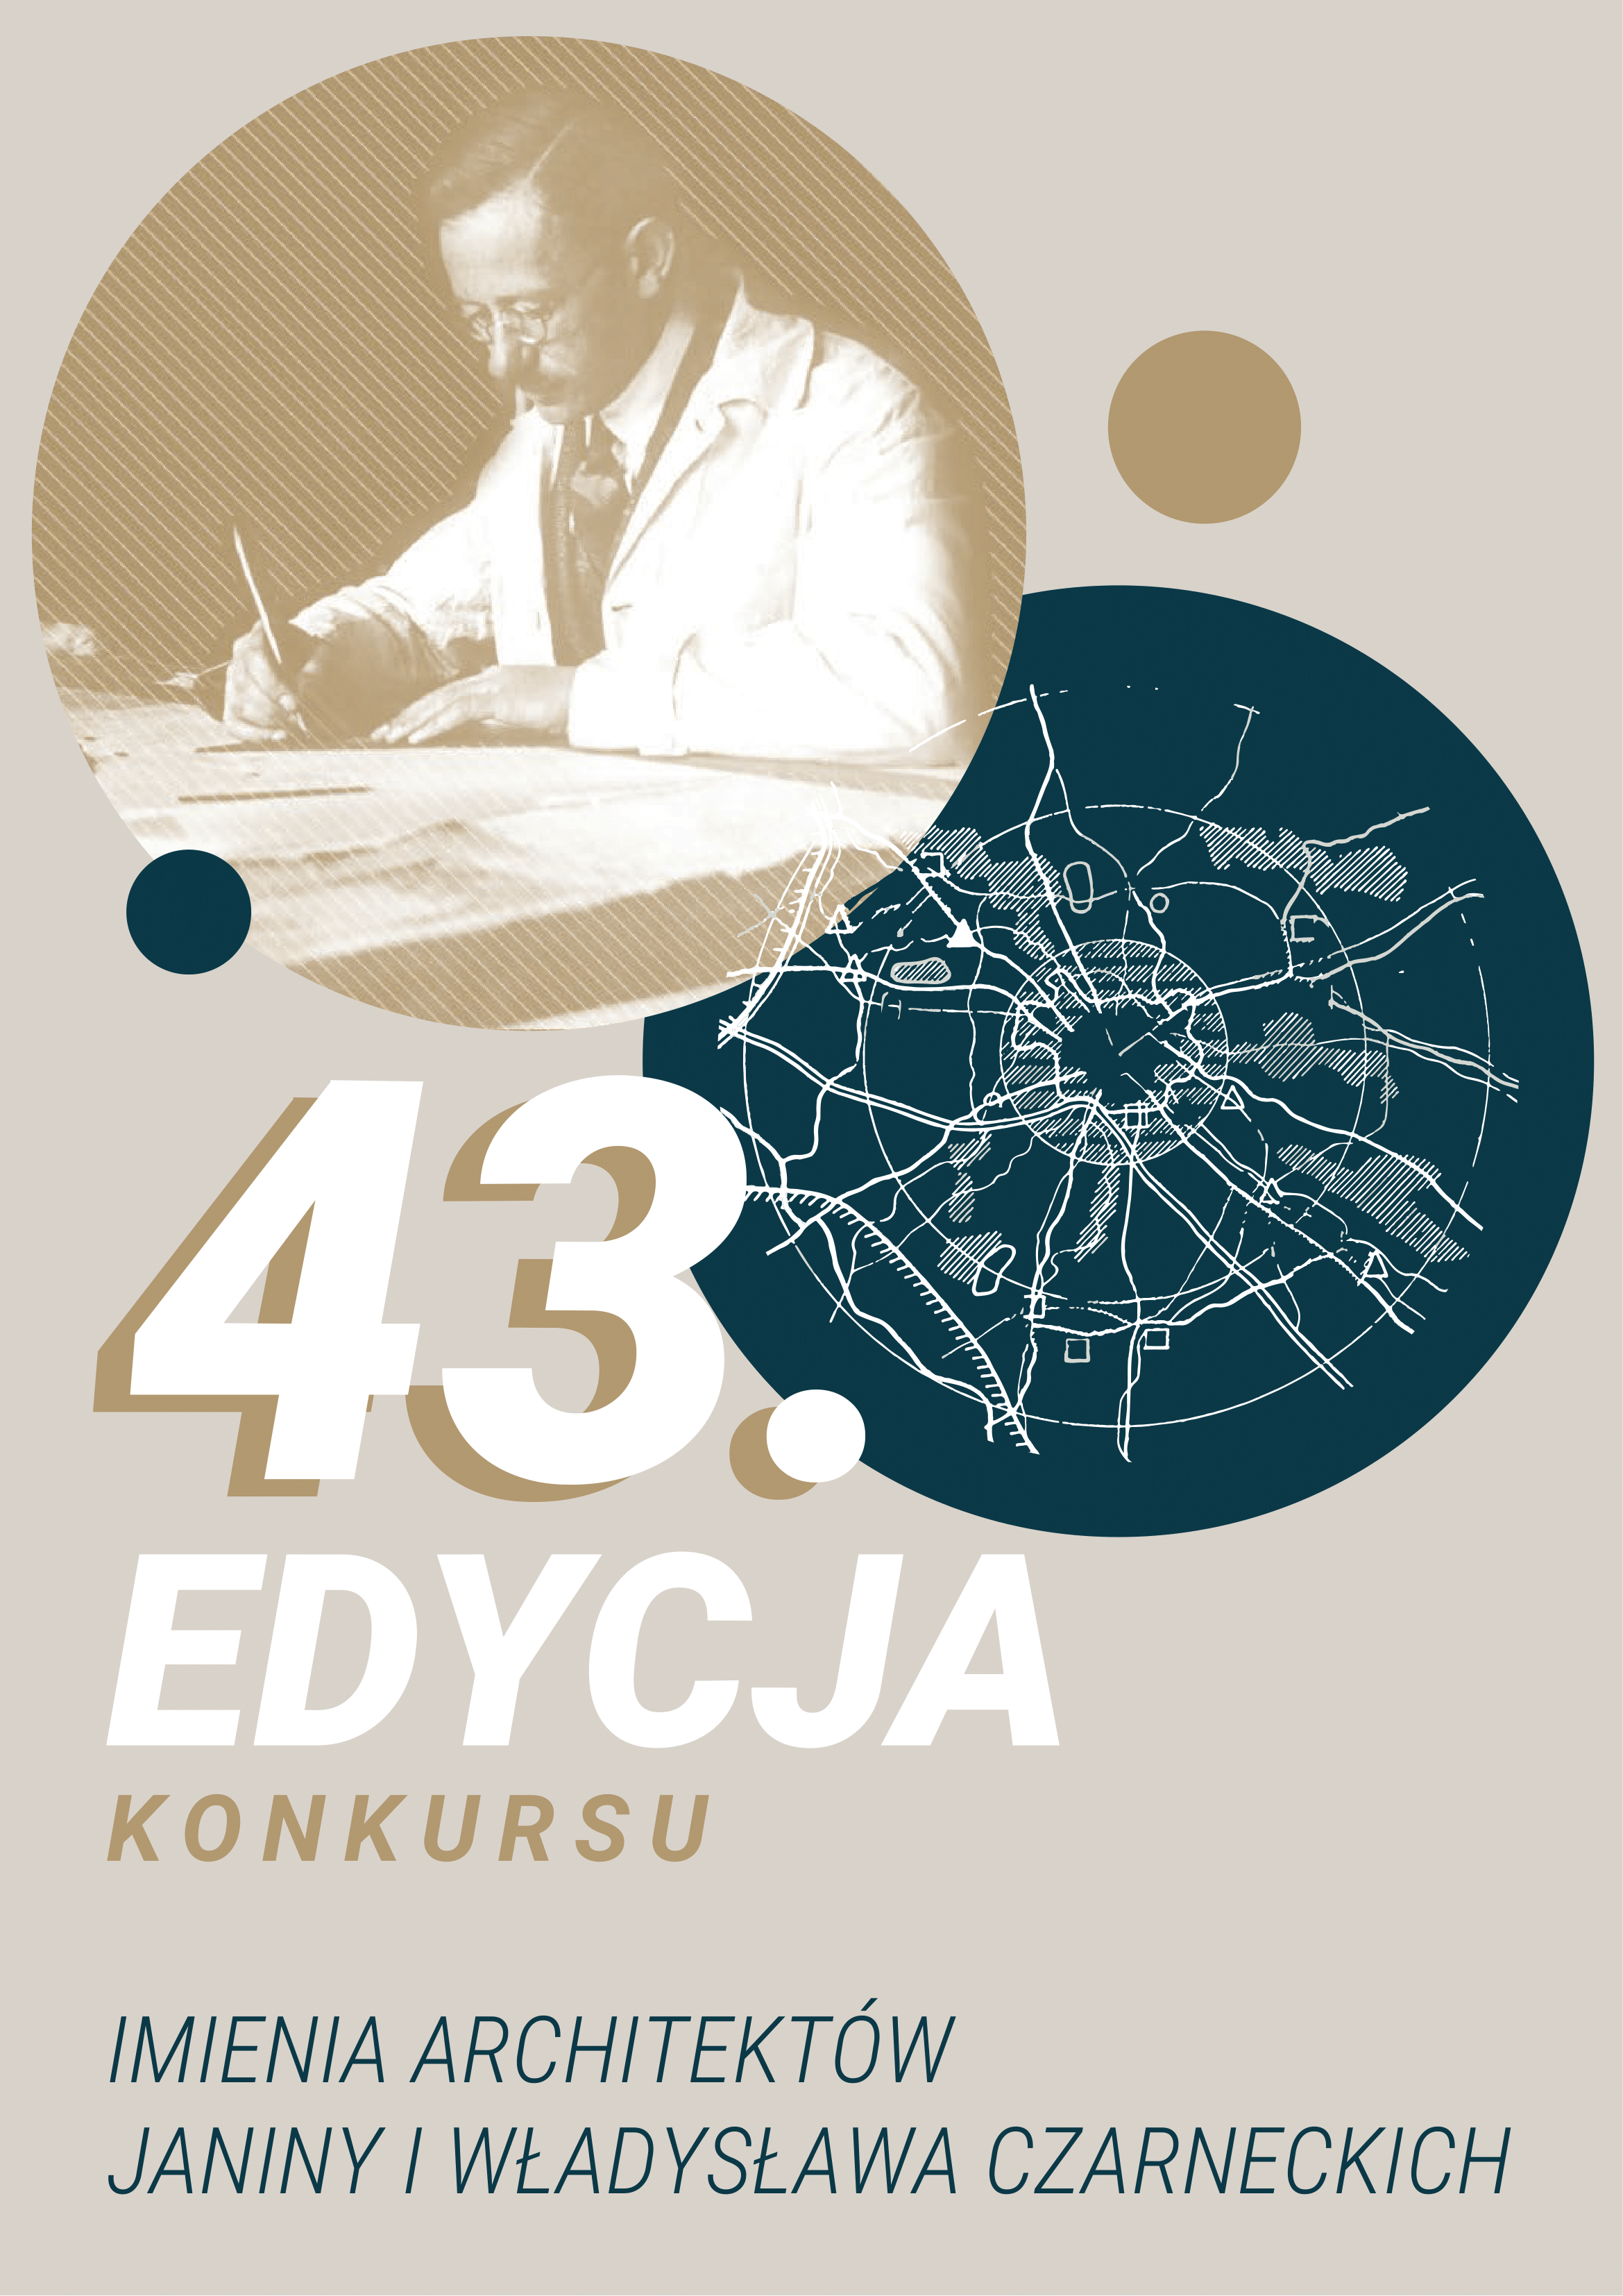 43.
EDYCJA
KONKURSU
IMIENIA ARCHITEKTÓW
JANINY I WŁADYSŁAWA CZARNECKICH